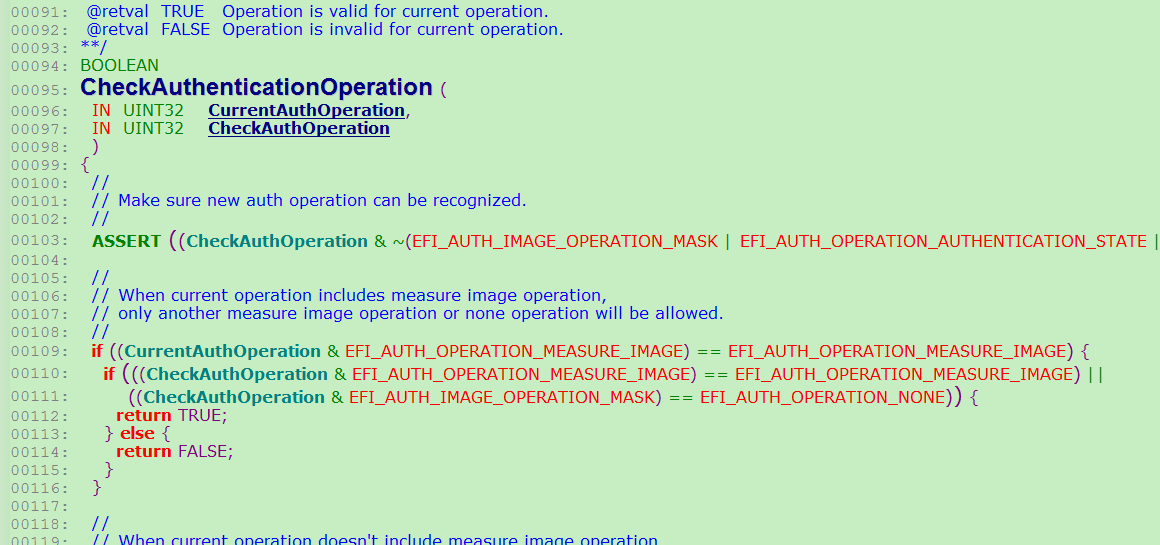 00091: @retval TRUE Operation is valid for current operation.
00092: @retval FALSE Operation is invalid for current operation.
00093: **/
00094: BOOLEAN
00095: CheckAuthenticationOperation (
00096: IN UINT32 CurrentAuthOperation,
00097: IN UINT32 CheckAuthOperation
00098: )
00099: {
00100: //
00101: // Make sure new auth operation can be recognized.
00102: //
00103: ASSERT ((CheckAuthOperation & ~(EFI_AUTH_IMAGE_OPERATION_MASK | EFI_AUTH_OPERATION_AUTHENTICATION_STATE |
00104:
00105: //
00106: // When current operation includes measure image operation,
00107: // only another measure image operation or none operation will be allowed.
00108: //
00109: if ((CurrentAuthOperation & EFI_AUTH_OPERATION_MEASURE_IMAGE) == EFI_AUTH_OPERATION_MEASURE_IMAGE) {
00110: if (((CheckAuthOperation & EFI_AUTH_OPERATION_MEASURE_IMAGE) == EFI_AUTH_OPERATION_MEASURE_IMAGE) ||
00111: ((CheckAuthOperation & EFI_AUTH_IMAGE_OPERATION_MASK) == EFI_AUTH_OPERATION_NONE)) {
00112: return TRUE;
00113: } else {
00114: return FALSE;
00115: }
00116: }
00117:
00118: //
00119: // When current operation doesn't include measure image operation